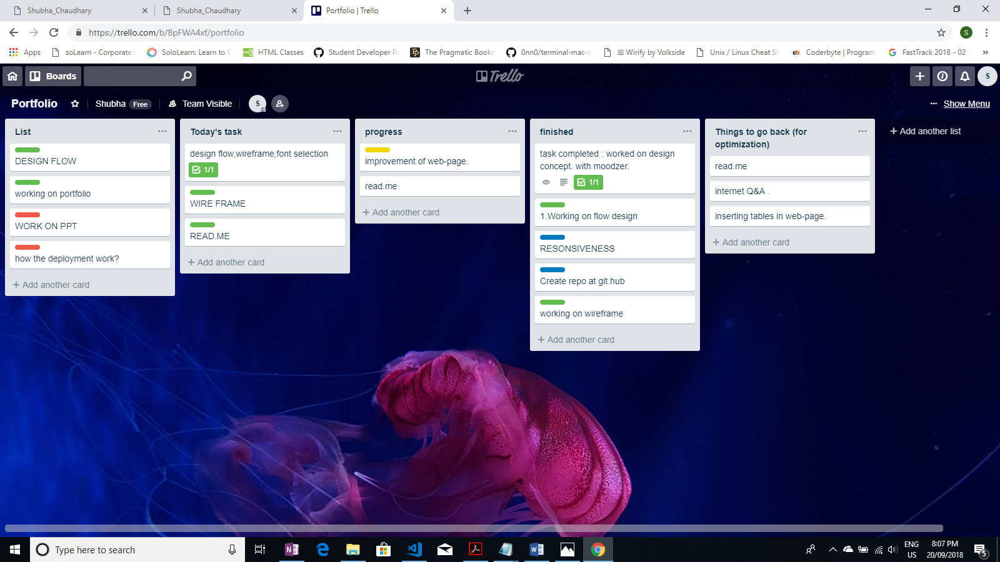 Shubha_Chaudhary
Shubha_Chaudhary
Portfolio | Trello
https://trello.com/b/BpFWA4xf/portfolio
S
Apps
soLearn - Corporate
SoloLearn: Learn to C
HTML Classes
Student Developer Pa
The Pragmatic Books
0nn0/terminal-mac-c
Wirify by Volkside
Unix / Linux Cheat Sh
Coderbyte | Program
FastTrack 2018 - 02
»
Boards
Trello
S
Portfolio
Shubha Free
Team Visible
S
Show Menu
List
DESIGN FLOW
working on portfolio
WORK ON PPT
how the deployment work?
+ Add another card
Today's task
design flow,wireframe,font selection
1/1
WIRE FRAME
READ.ME
+ Add another card
progress
improvement of web-page.
read.me
+ Add another card
finished
task completed : worked on design
concept. with moodzer.
1/1
1.Working on flow design
RESONSIVENESS
Create repo at git.hub
working on wireframe
+ Add another card
Things to go back (for
optimization)
read.me
internet Q&A .
inserting tables in web-page.
+ Add another card
+ Add another list
Type here to search
ENG
US
8:07 PM
20/09/2018
5